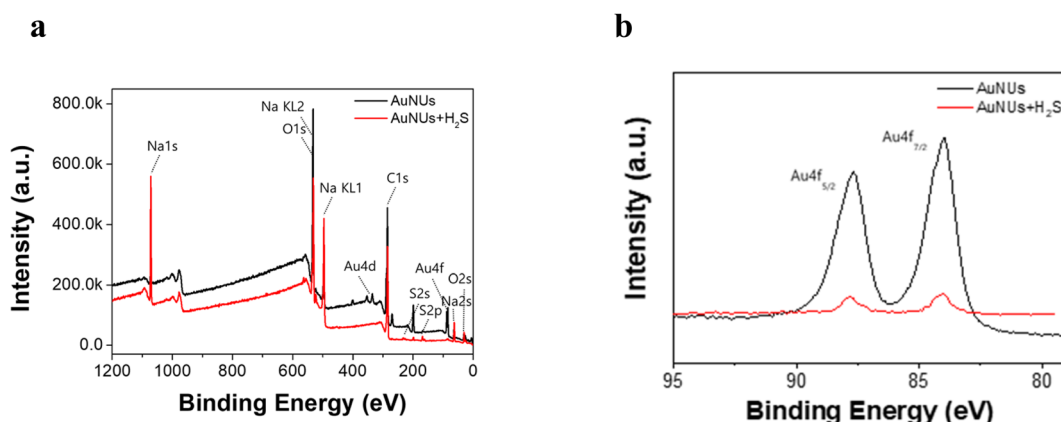 a
b
800.0k
600.0k
400.0k
200.0k
0.0
1200 1000 800 600 400 200 0
Intensity (a.u.)
Binding Energy (eV)
AuNUs
AuNUs+H₂S
Na1s
Na KL2
O1s
Na KL1
C1s
Au4d
Au4f
O2s
S2s
Na2s
S2p
Intensity (a.u.)
AuNUs
AuNUs+H₂S
Au4f₇/₂
Au4f₅/₂
95 90 85 80
Binding Energy (eV)